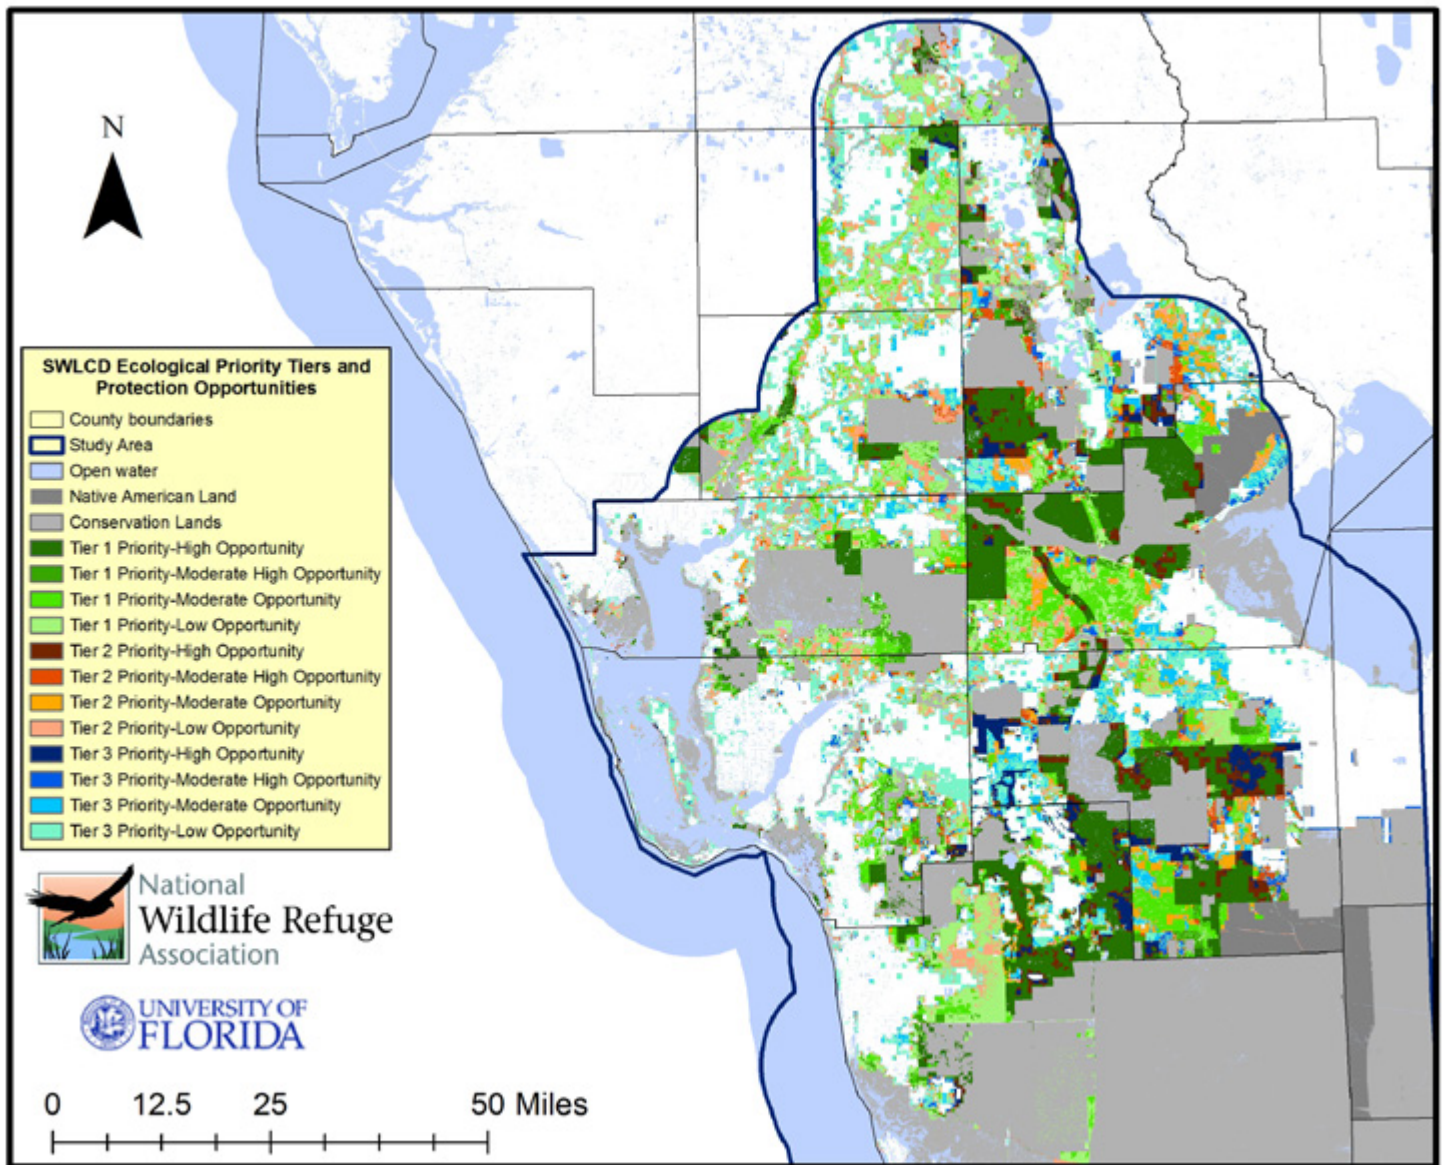 N
SWLCD Ecological Priority Tiers and
Protection Opportunities
County boundaries
Study Area
Open water
Native American Land
Conservation Lands
Tier 1 Priority-High Opportunity
Tier 1 Priority-Moderate High Opportunity
Tier 1 Priority-Moderate Opportunity
Tier 1 Priority-Low Opportunity
Tier 2 Priority-High Opportunity
Tier 2 Priority-Moderate High Opportunity
Tier 2 Priority-Moderate Opportunity
Tier 2 Priority-Low Opportunity
Tier 3 Priority-High Opportunity
Tier 3 Priority-Moderate High Opportunity
Tier 3 Priority-Moderate Opportunity
Tier 3 Priority-Low Opportunity
National
Wildlife Refuge
Association
UNIVERSITY OF
FLORIDA
0 12.5 25 50 Miles